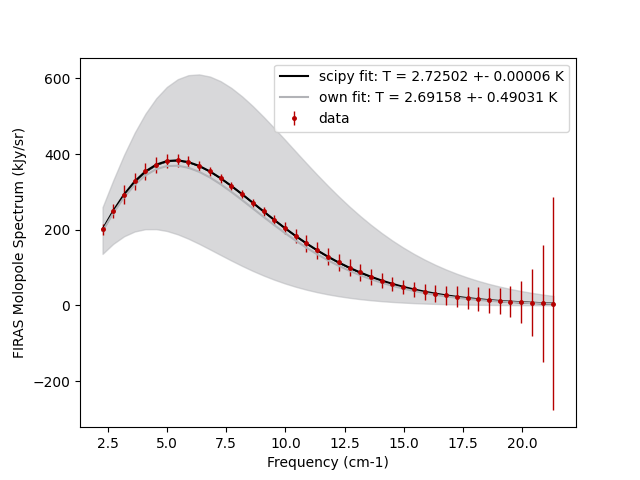 scipy fit: T = 2.72502 +- 0.00006 K
own fit: T = 2.69158 +- 0.49031 K
data
FIRAS Molopole Spectrum (kJy/sr)
600
400
200
0
−200
2.5 5.0 7.5 10.0 12.5 15.0 17.5 20.0
Frequency (cm-1)